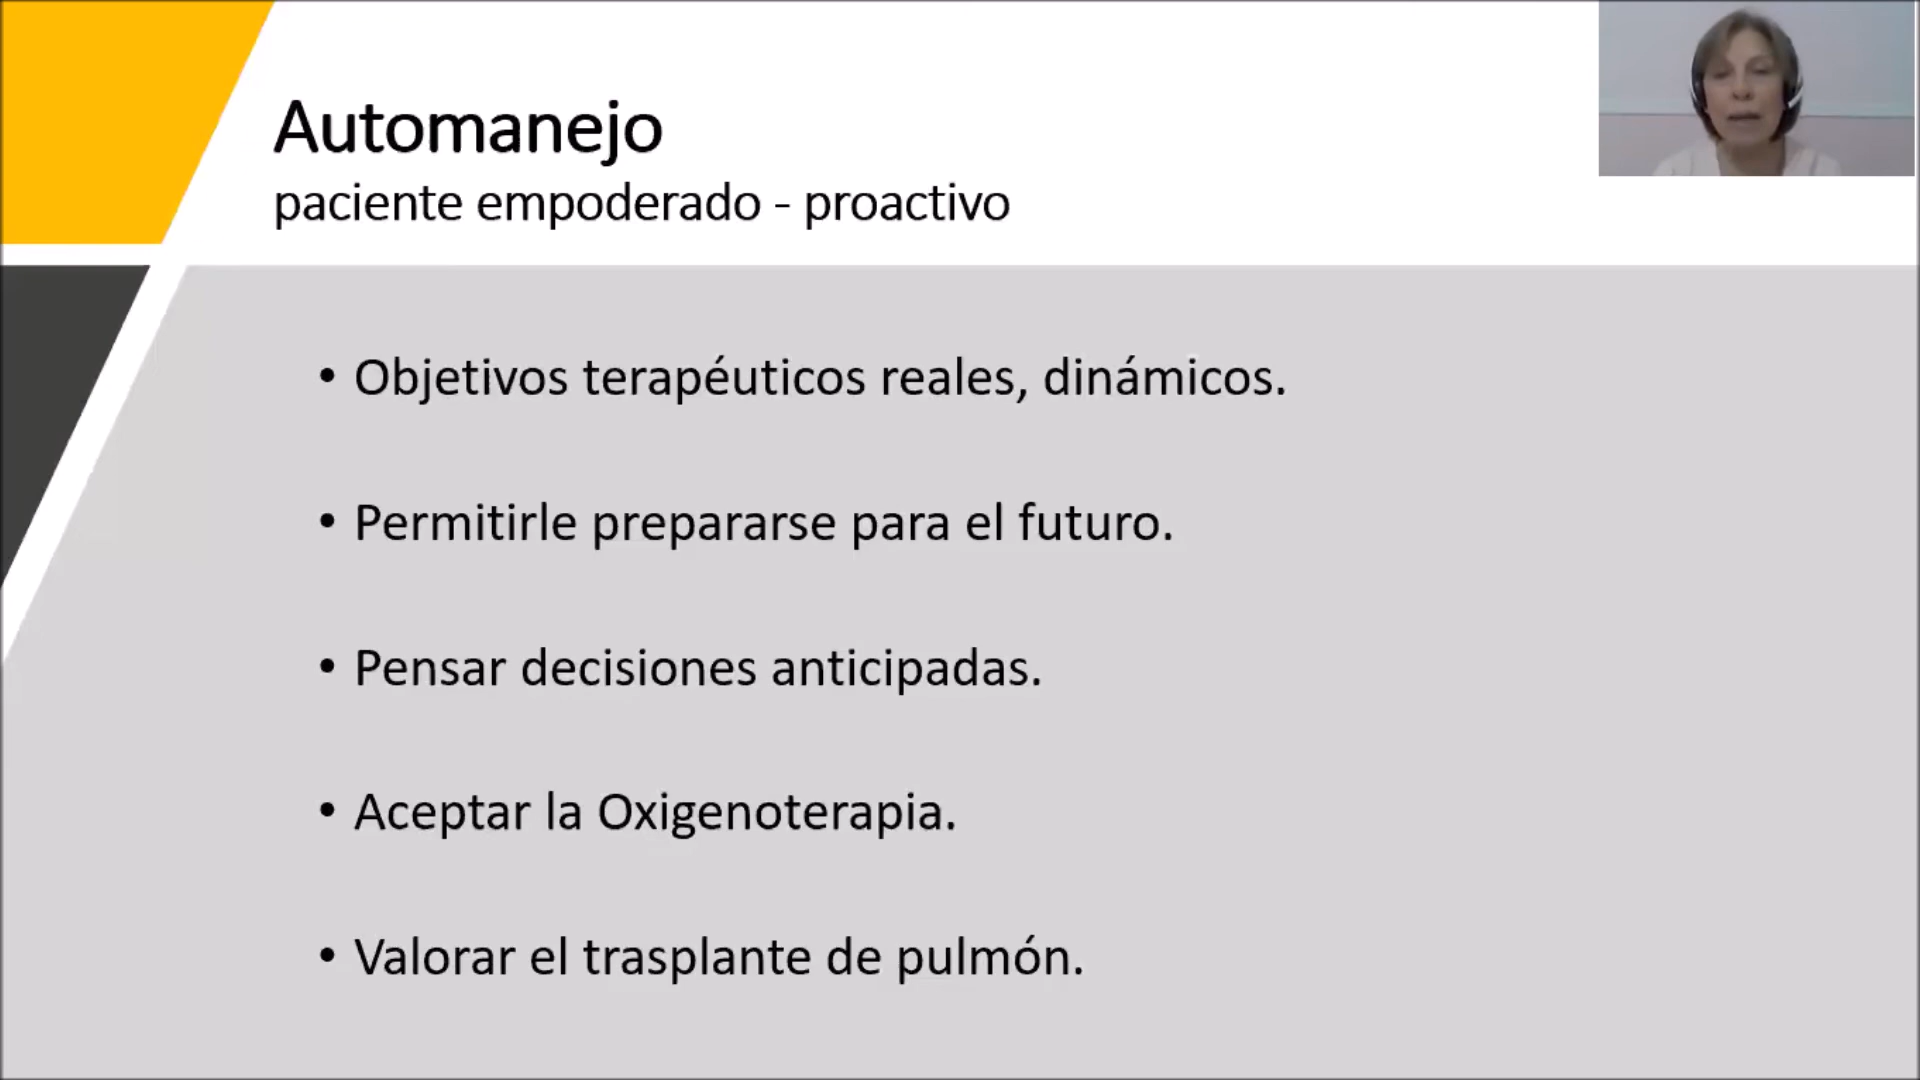 Automanejo
paciente empoderado - proactivo
• Objetivos terapéuticos reales, dinámicos.
• Permitirle prepararse para el futuro.
• Pensar decisiones anticipadas.
• Aceptar la Oxigenoterapia.
• Valorar el trasplante de pulmón.